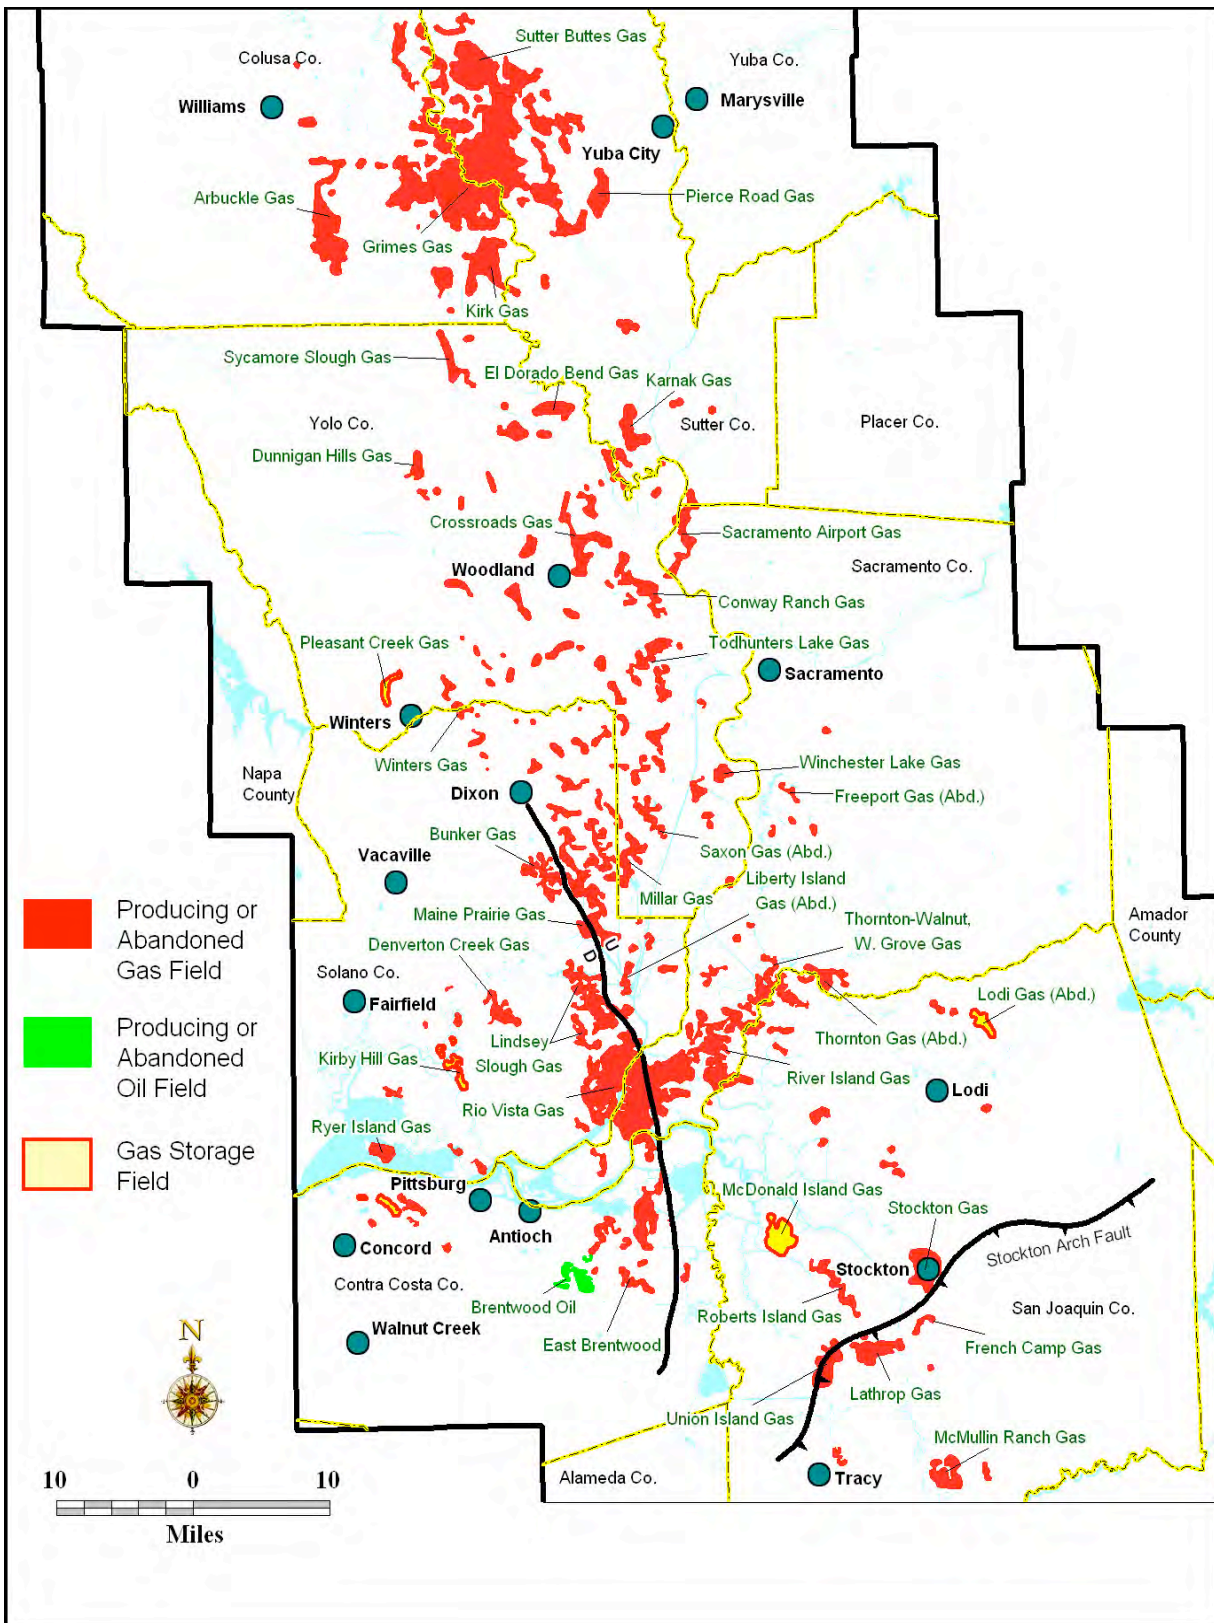 Sutter Buttes Gas
Colusa Co.
Yuba Co.
Williams
Marysville
Yuba City
Arbuckle Gas
Pierce Road Gas
Grimes Gas
Kirk Gas
Sycamore Slough Gas
El Dorado Bend Gas
Karnak Gas
Yolo Co.
Sutter Co.
Placer Co.
Dunnigan Hills Gas
Crossroads Gas
Sacramento Airport Gas
Woodland
Sacramento Co.
Conway Ranch Gas
Pleasant Creek Gas
Todhunters Lake Gas
Sacramento
Winters
Winters Gas
Winchester Lake Gas
Napa
County
Dixon
Freeport Gas (Abd.)
Bunker Gas
Vacaville
Saxon Gas (Abd.)
Millar Gas
Liberty Island
Gas (Abd.)
Producing or
Abandoned
Gas Field
Maine Prairie Gas
Thornton-Walnut,
W. Grove Gas
Amador
County
Denverton Creek Gas
U
D
Solano Co.
Fairfield
Lodi Gas (Abd.)
Producing or
Abandoned
Oil Field
Lindsey
Slough Gas
Thornton Gas (Abd.)
Kirby Hill Gas
River Island Gas
Lodi
Rio Vista Gas
Ryer Island Gas
Gas Storage
Field
Pittsburg
McDonald Island Gas
Stockton Gas
Antioch
Concord
Stockton Arch Fault
Stockton
Contra Costa Co.
Brentwood Oil
Roberts Island Gas
San Joaquin Co.
Walnut Creek
East Brentwood
French Camp Gas
N
Lathrop Gas
Union Island Gas
McMullin Ranch Gas
10 0 10
Alameda Co.
Tracy
Miles